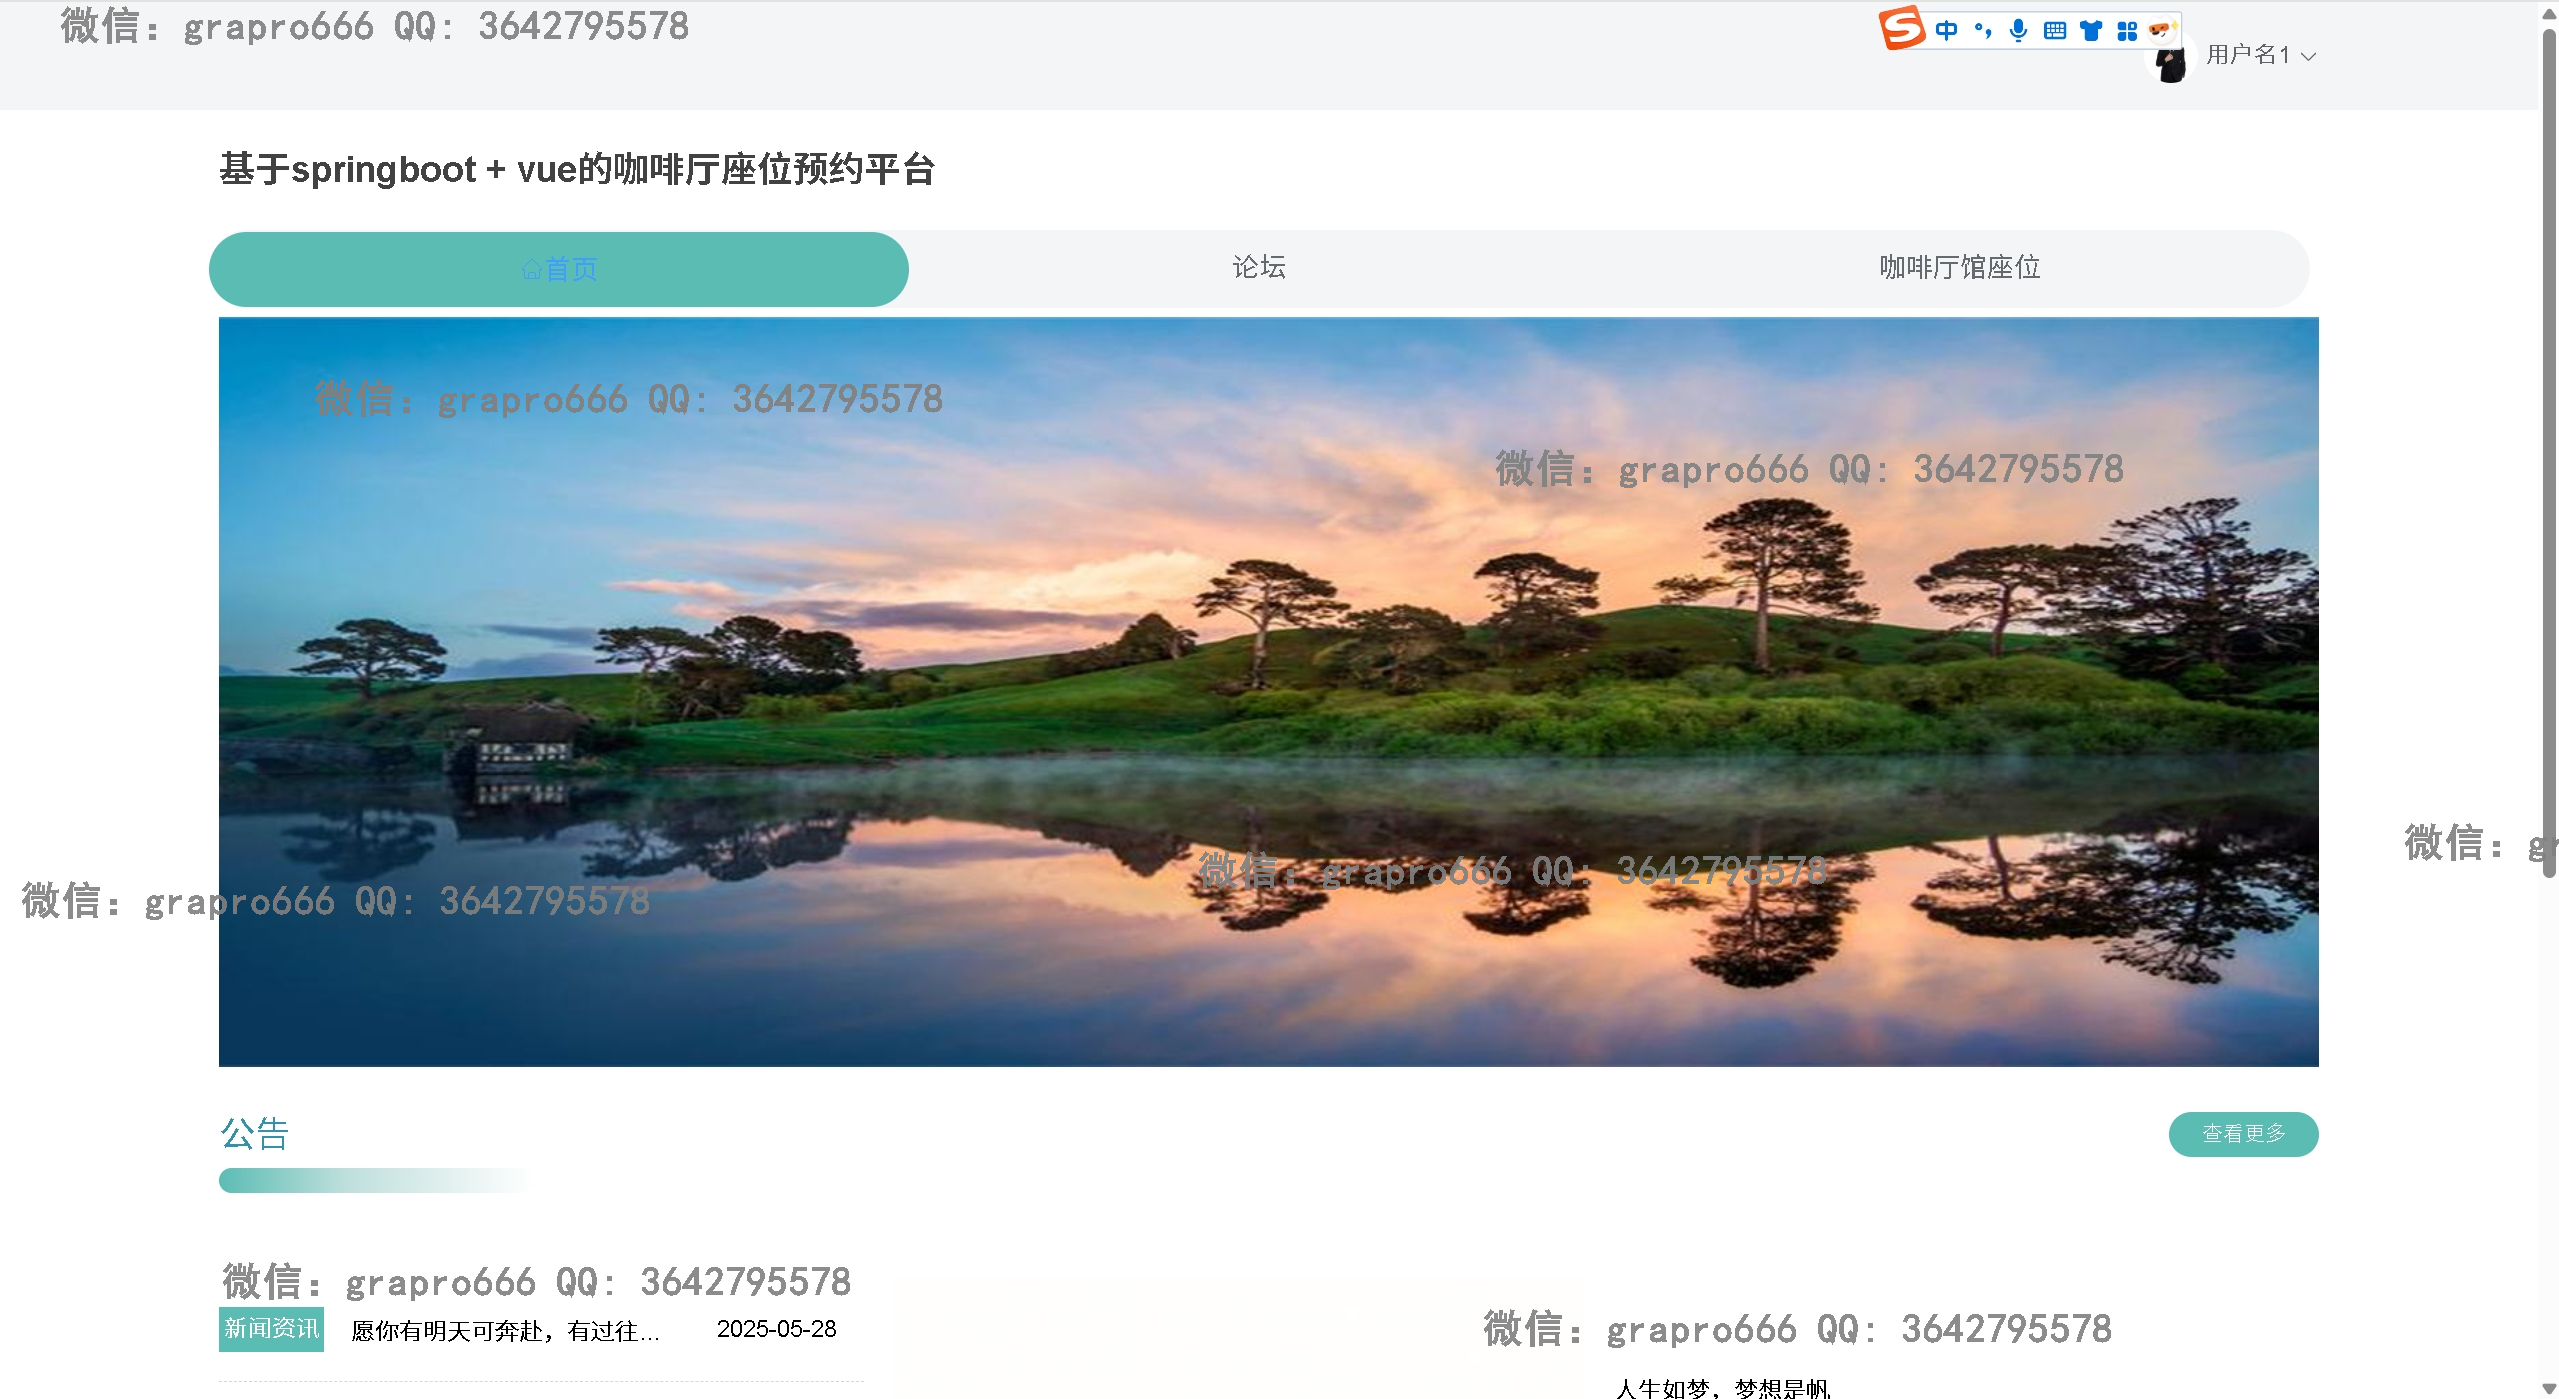 微信：grapro666 QQ: 3642795578
中
用户名1
基于springboot + vue的咖啡厅座位预约平台
首页
论坛
咖啡厅馆座位
微信：grapro666 QQ: 3642795578
微信：grapro666 QQ: 3642795578
微信：gr
微信：grapro666 QQ: 3642795578
微信：grapro666 QQ: 3642795578
公告
查看更多
微信：grapro666 QQ: 3642795578
新闻资讯 愿你有明天可奔赴，有过往... 2025-05-28
微信：grapro666 QQ: 3642795578
人生如梦，梦想是帆